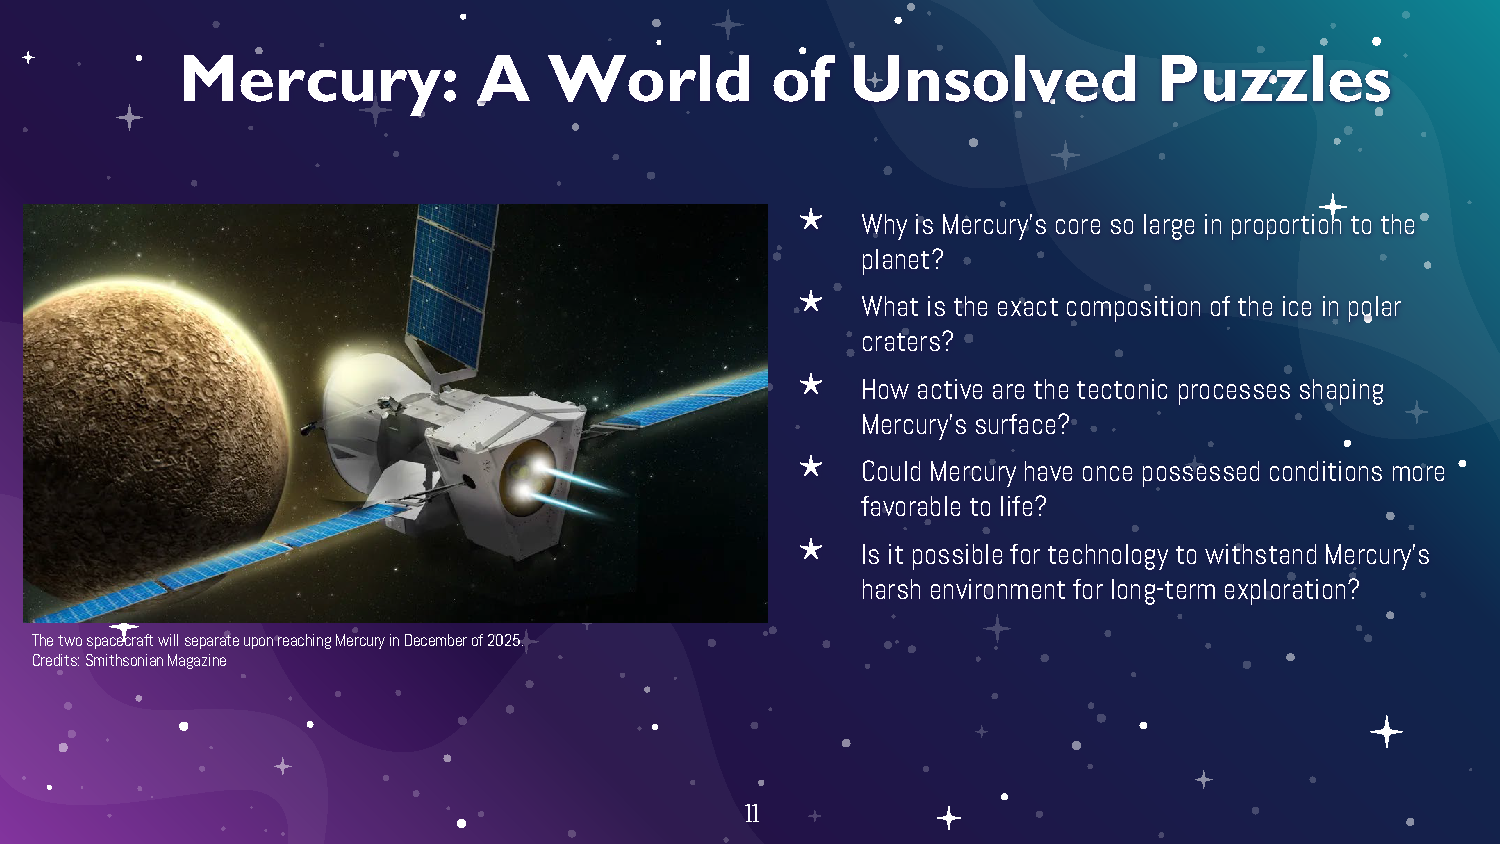 Mercury: A World of Unsolved Puzzles
Why is Mercury's core so large in proportion to the
planet?
What is the exact composition of the ice in polar
craters?
How active are the tectonic processes shaping
Mercury's surface?
Could Mercury have once possessed conditions more
favorable to life?
Is it possible for technology to withstand Mercury's
harsh environment for long-term exploration?
The two spacecraft will separate upon reaching Mercury in December of 2025.
Credits: Smithsonian Magazine
11